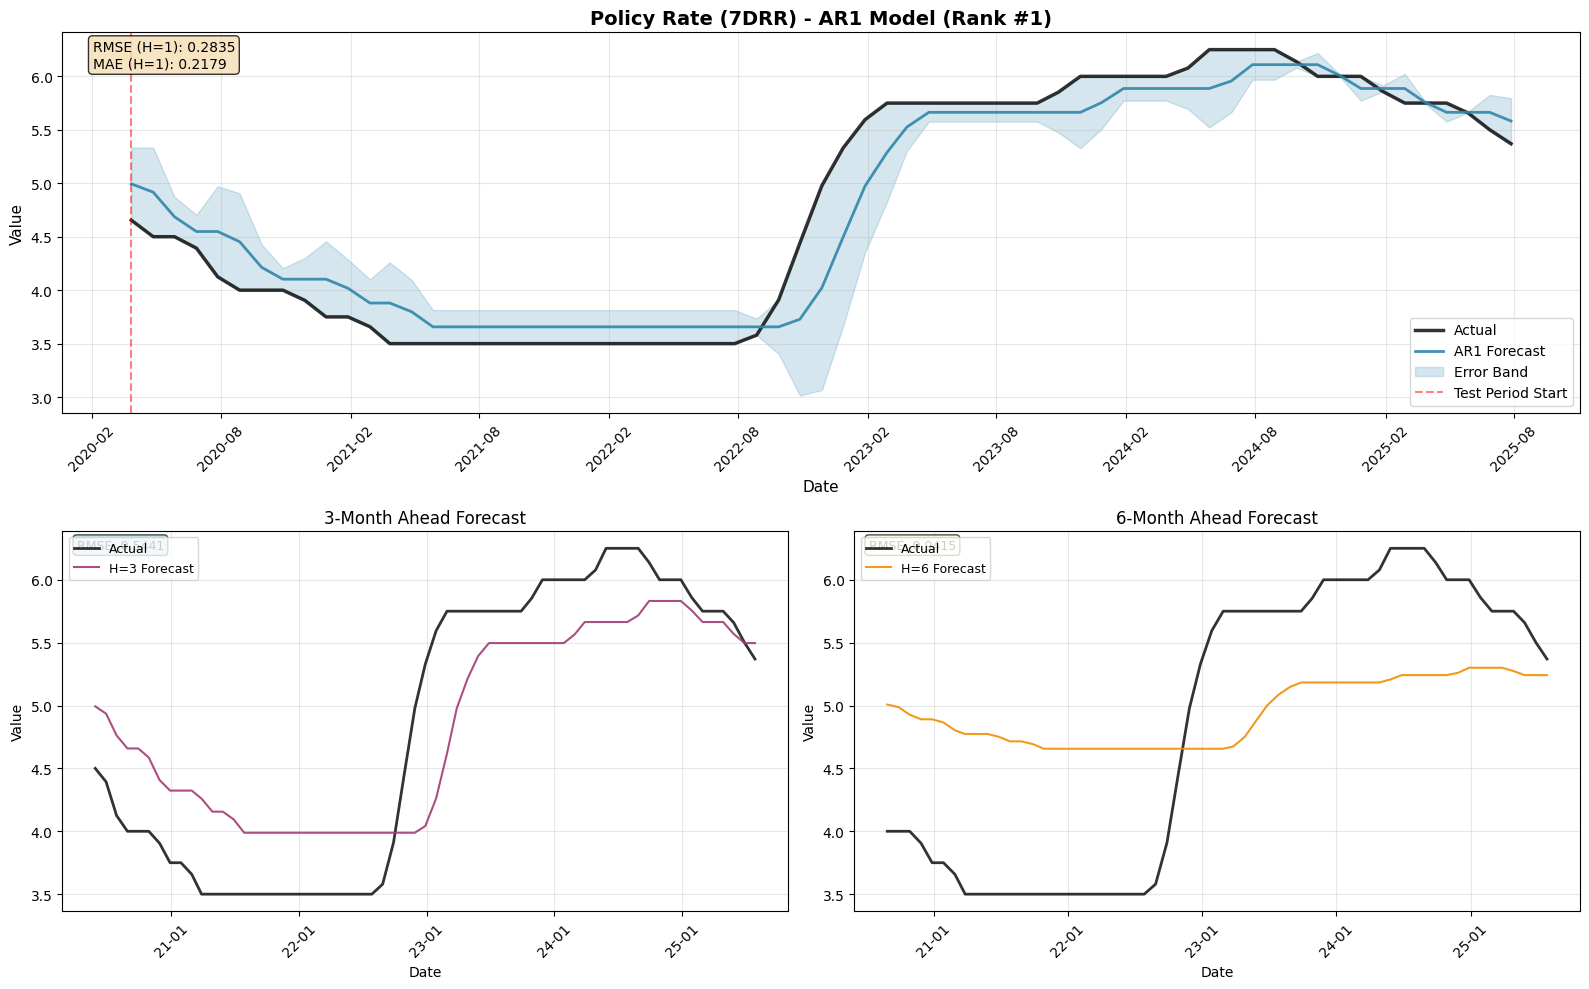 Policy Rate (7DRR) - AR1 Model (Rank #1)
RMSE (H=1): 0.2835
MAE (H=1): 0.2179
Value
6.0
5.5
5.0
4.5
4.0
3.5
3.0
Actual
AR1 Forecast
Error Band
Test Period Start
2020-02
2020-08
2021-02
2021-08
2022-02
2022-08
2023-02
2023-08
2024-02
2024-08
2025-02
2025-08
Date
3-Month Ahead Forecast
Actual
H=3 Forecast
Value
6.0
5.5
5.0
4.5
4.0
3.5
21-01
22-01
23-01
24-01
25-01
Date
6-Month Ahead Forecast
Actual
H=6 Forecast
Value
6.0
5.5
5.0
4.5
4.0
3.5
21-01
22-01
23-01
24-01
25-01
Date